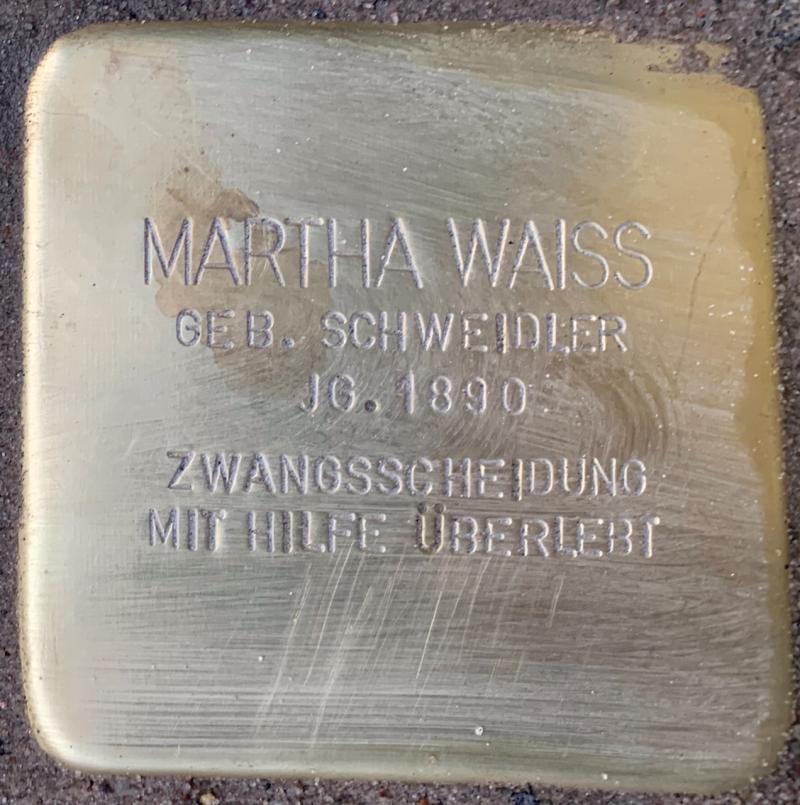 MARTHA WAISS
GEB. SCHWEIDLER
JG. 1890
ZWANGSSCHEIDUNG
MIT HILFE ÜBERLEBT